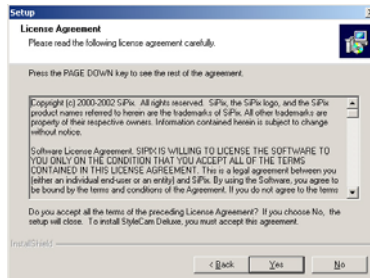 Setup
License Agreement
Please read the following license agreement carefully.
Press the PAGE DOWN key to see the rest of the agreement.
Copyright (c) 2000-2002 SiPix. All rights reserved. SiPix, the SiPix logo, and the SiPix
product names referred to herein are the trademarks of SiPix. All other trademarks are
property of their respective owners. Information contained herein is subject to change
without notice.
Software License Agreement. SIPIX IS WILLING TO LICENSE THE SOFTWARE TO
YOU ONLY ON THE CONDITION THAT YOU ACCEPT ALL OF THE TERMS
CONTAINED IN THIS LICENSE AGREEMENT. This is a legal agreement between you
(either an individual end-user or an entity) and SiPix. By using the Software, you agree to
be bound by the terms and conditions of the Agreement. If you do not agree to the terms
Do you accept all the terms of the preceding License Agreement? If you choose No, the
setup will close. To install StyleCam Deluxe, you must accept this agreement.
InstallShield
< Back Yes No